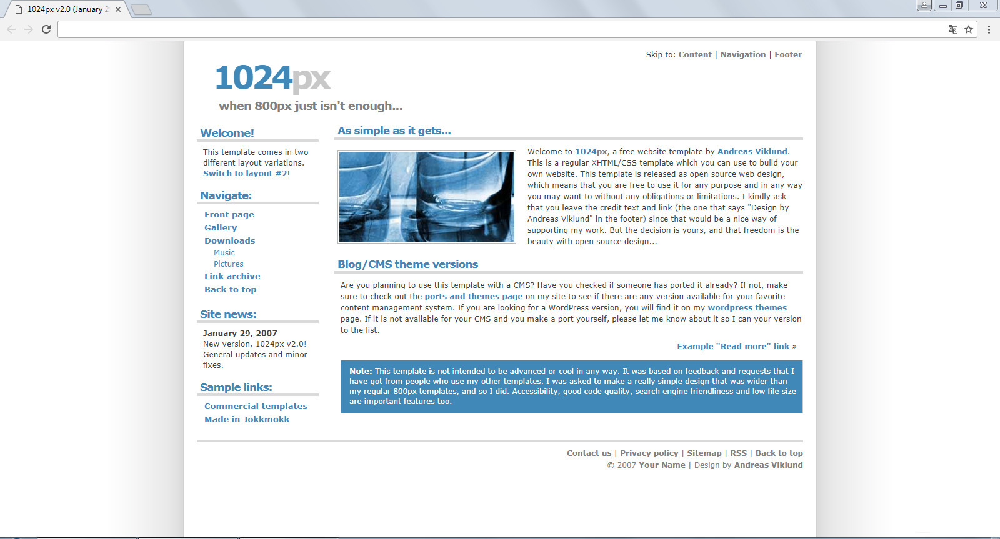 1024px v2.0 (January 2
Skip to: Content | Navigation | Footer
1024px
when 800px just isn't enough...
Welcome!
This template comes in two
different layout variations.
Switch to layout #2!
Navigate:
Front page
Gallery
Downloads
Music
Pictures
Link archive
Back to top
Site news:
January 29, 2007
New version, 1024px v2.0!
General updates and minor
fixes.
Sample links:
Commercial templates
Made in Jokkmokk
As simple as it gets...
Welcome to 1024px, a free website template by Andreas Viklund.
This is a regular XHTML/CSS template which you can use to build your
own website. This template is released as open source web design,
which means that you are free to use it for any purpose and in any way
you may want to without any obligations or limitations. I kindly ask
that you leave the credit text and link (the one that says "Design by
Andreas Viklund" in the footer) since that would be a nice way of
supporting my work. But the decision is yours, and that freedom is the
beauty with open source design...
Blog/CMS theme versions
Are you planning to use this template with a CMS? Have you checked if someone has ported it already? If not, make
sure to check out the ports and themes page on my site to see if there are any version available for your favorite
content management system. If you are looking for a WordPress version, you will find it on my wordpress themes
page. If it is not available for your CMS and you make a port yourself, please let me know about it so I can your version
to the list.
Example "Read more" link »
Note: This template is not intended to be advanced or cool in any way. It was based on feedback and requests that I
have got from people who use my other templates. I was asked to make a really simple design that was wider than
my regular 800px templates, and so I did. Accessibility, good code quality, search engine friendliness and low file size
are important features too.
Contact us | Privacy policy | Sitemap | RSS | Back to top
© 2007 Your Name | Design by Andreas Viklund